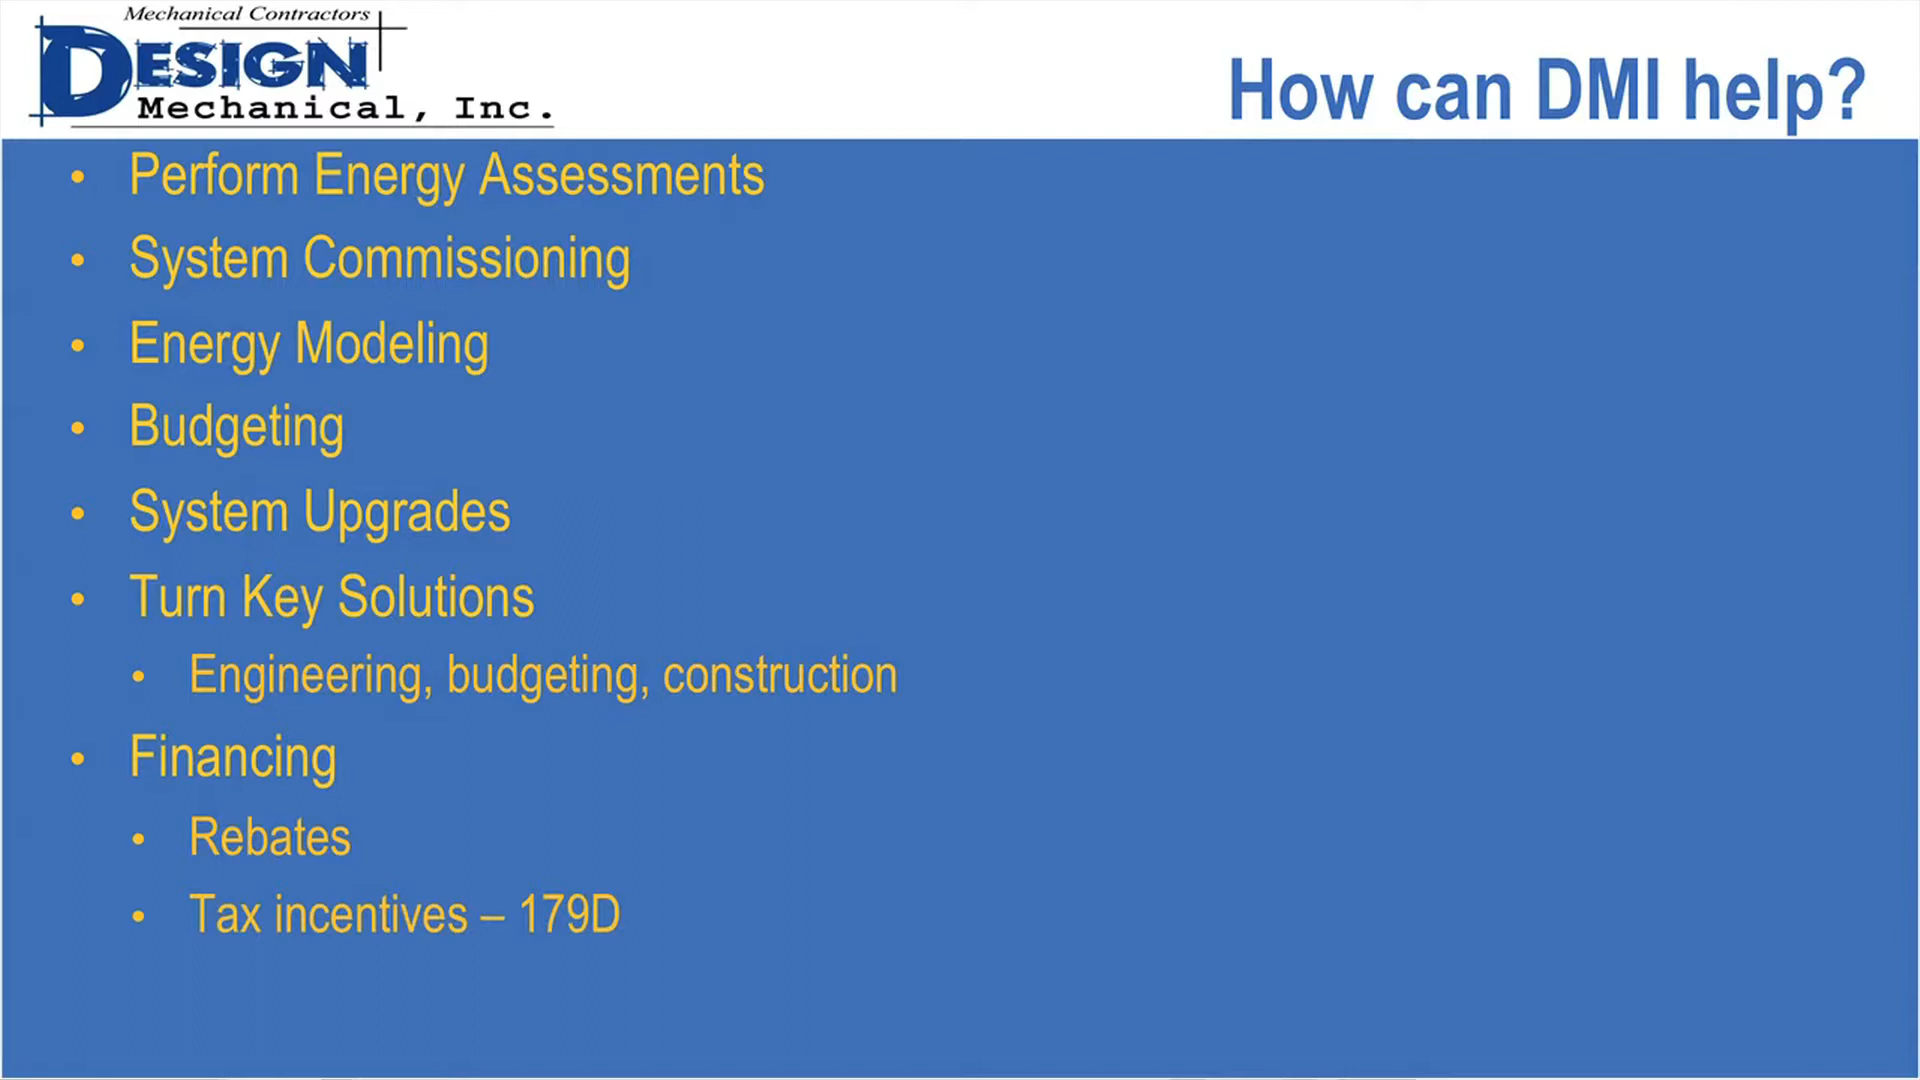 Mechanical Contractors
DESIGN
Mechanical, Inc.
How can DMI help?
• Perform Energy Assessments
• System Commissioning
• Energy Modeling
• Budgeting
• System Upgrades
• Turn Key Solutions
• Engineering, budgeting, construction
• Financing
• Rebates
• Tax incentives – 179D